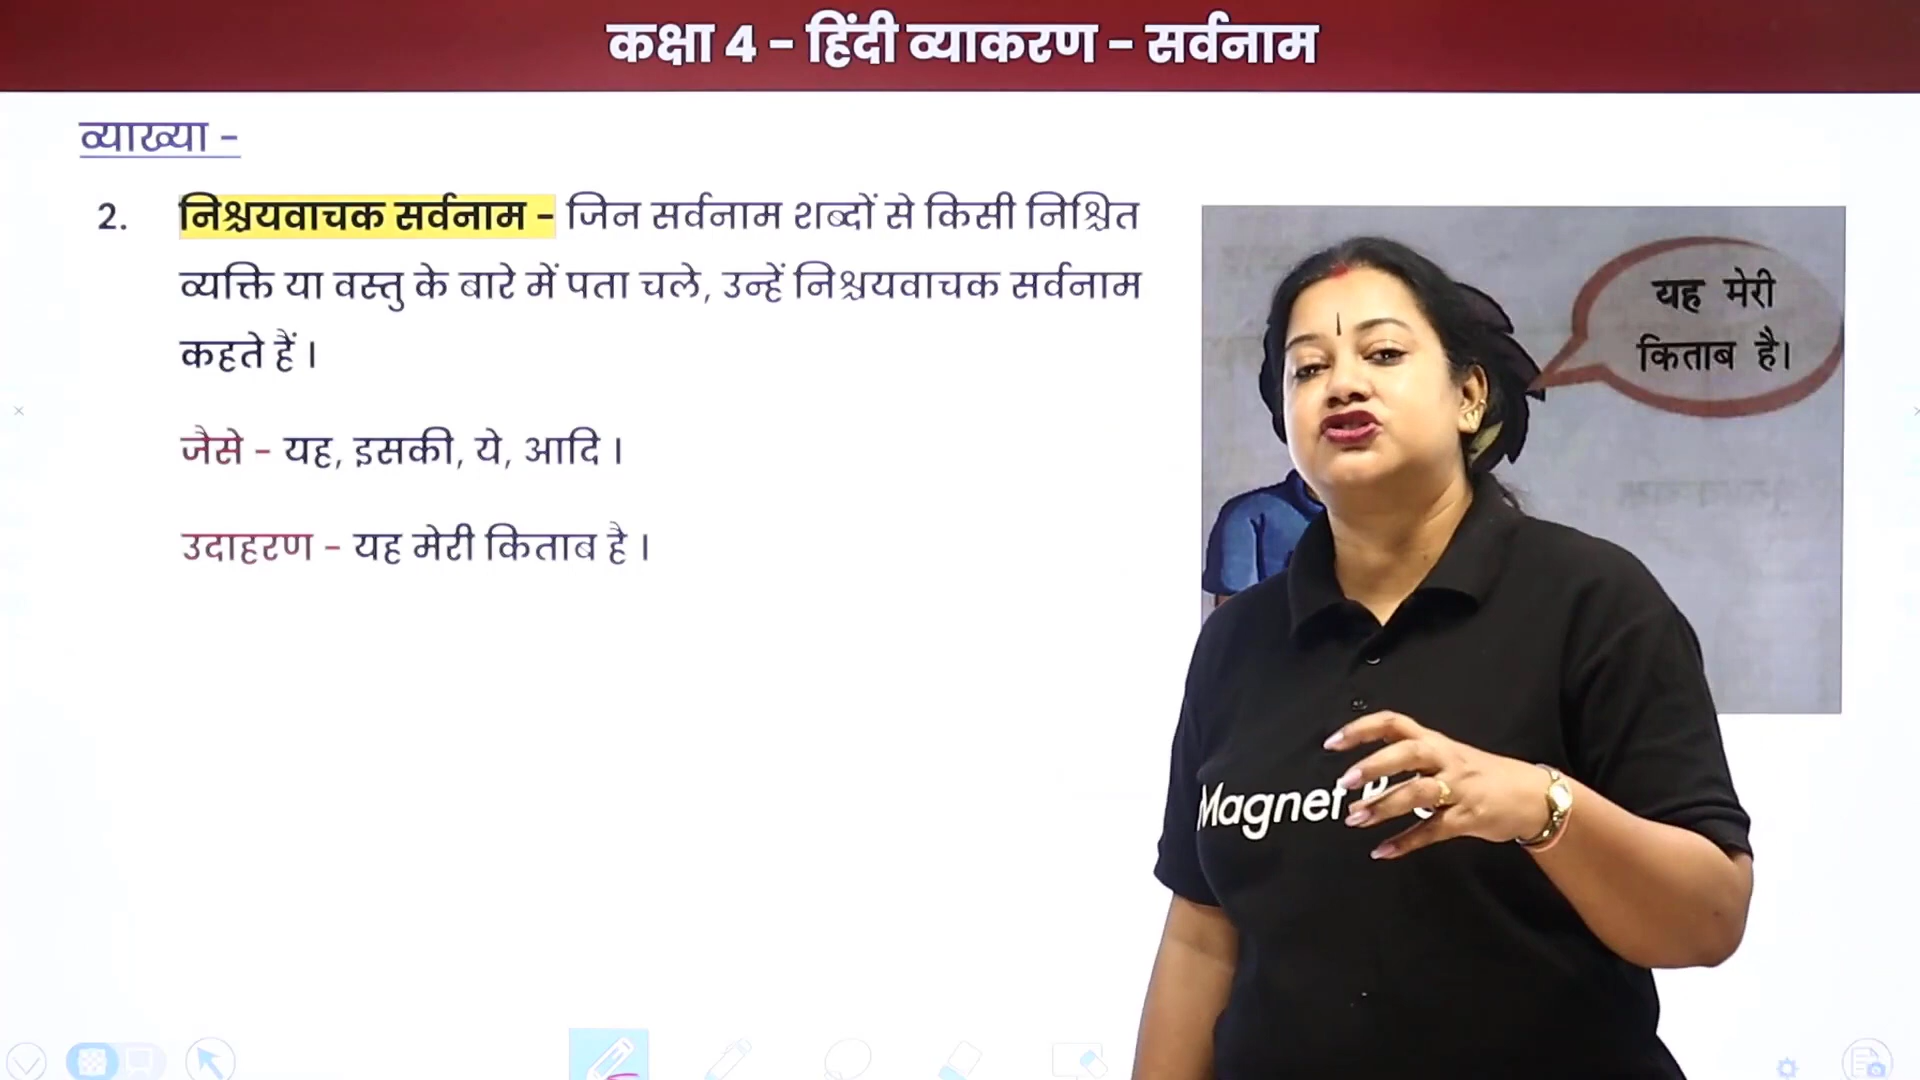 कक्षा 4 - हिंदी व्याकरण - सर्वनाम
व्याख्या -
2. निश्चयवाचक सर्वनाम - जिन सर्वनाम शब्दों से किसी निश्चित
व्यक्ति या वस्तु के बारे में पता चले, उन्हें निश्चयवाचक सर्वनाम
कहते हैं ।
जैसे - यह, इसकी, ये, आदि ।
उदाहरण - यह मेरी किताब है ।
यह मेरी
किताब है।
Magnet